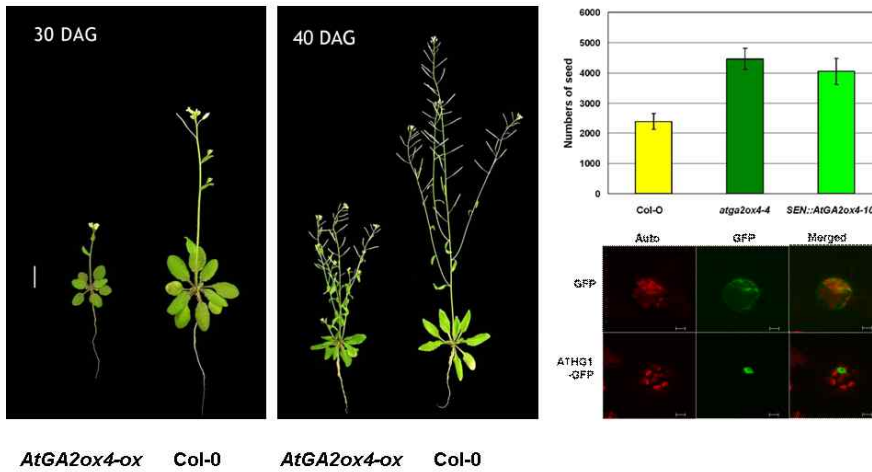 30 DAG
40 DAG
AtGA2ox4-ox Col-0
AtGA2ox4-ox Col-0
Numbers of seed
6000
5000
4000
3000
2000
1000
0
Col-O atga2ox4-4 SEN::AtGA2ox4-10
Auto GFP Merged
GFP
ATHG1
-GFP